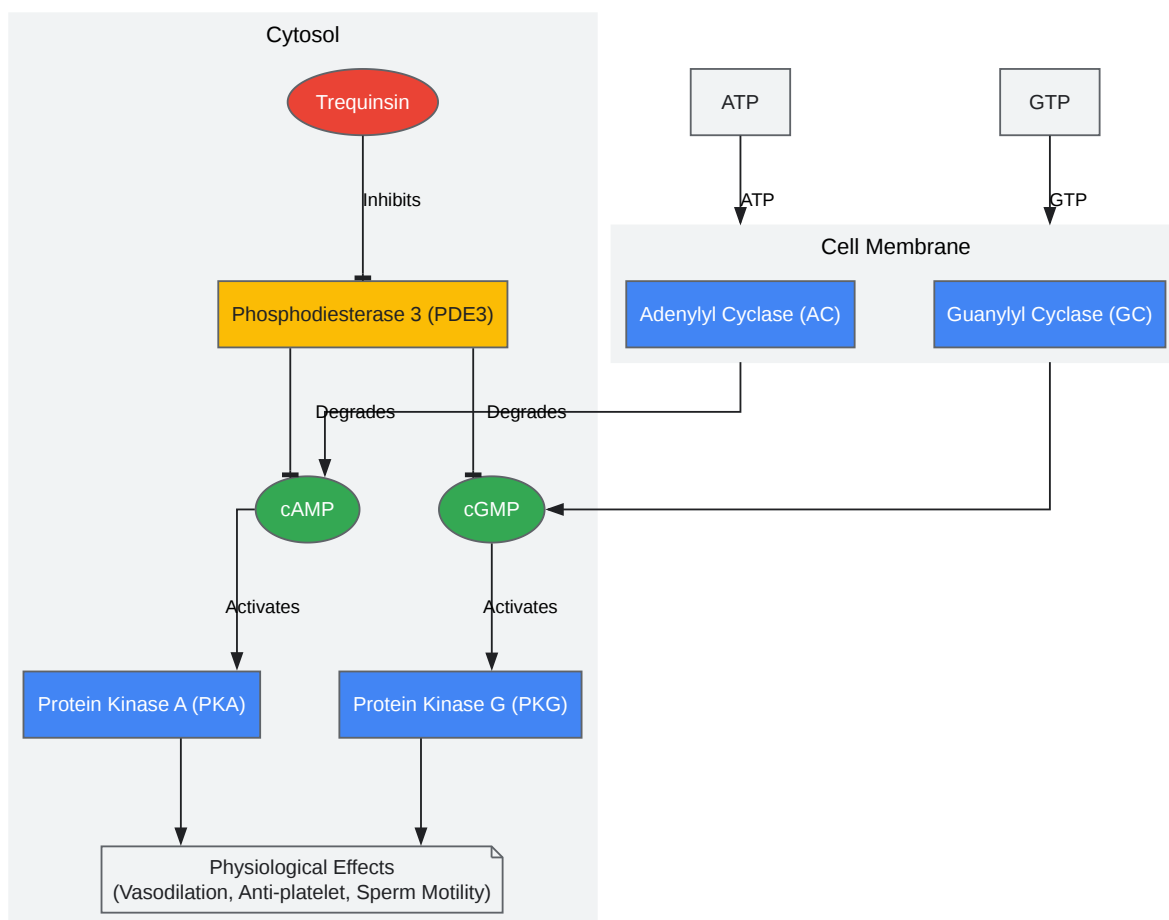 Cytosol
Trequinsin
ATP
GTP
Inhibits
ATP
GTP
Cell Membrane
Phosphodiesterase 3 (PDE3)
Adenylyl Cyclase (AC)
Guanylyl Cyclase (GC)
Degrades
Degrades
cAMP
cGMP
Activates
Activates
Protein Kinase A (PKA)
Protein Kinase G (PKG)
Physiological Effects
(Vasodilation, Anti-platelet, Sperm Motility)